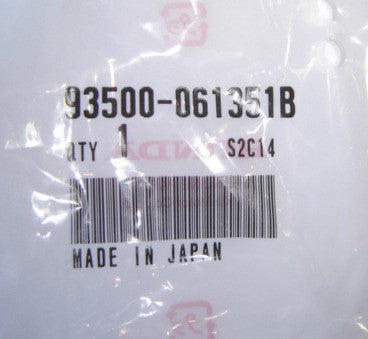 93500-061351B
QTY 1 S2C14
MADE IN JAPAN